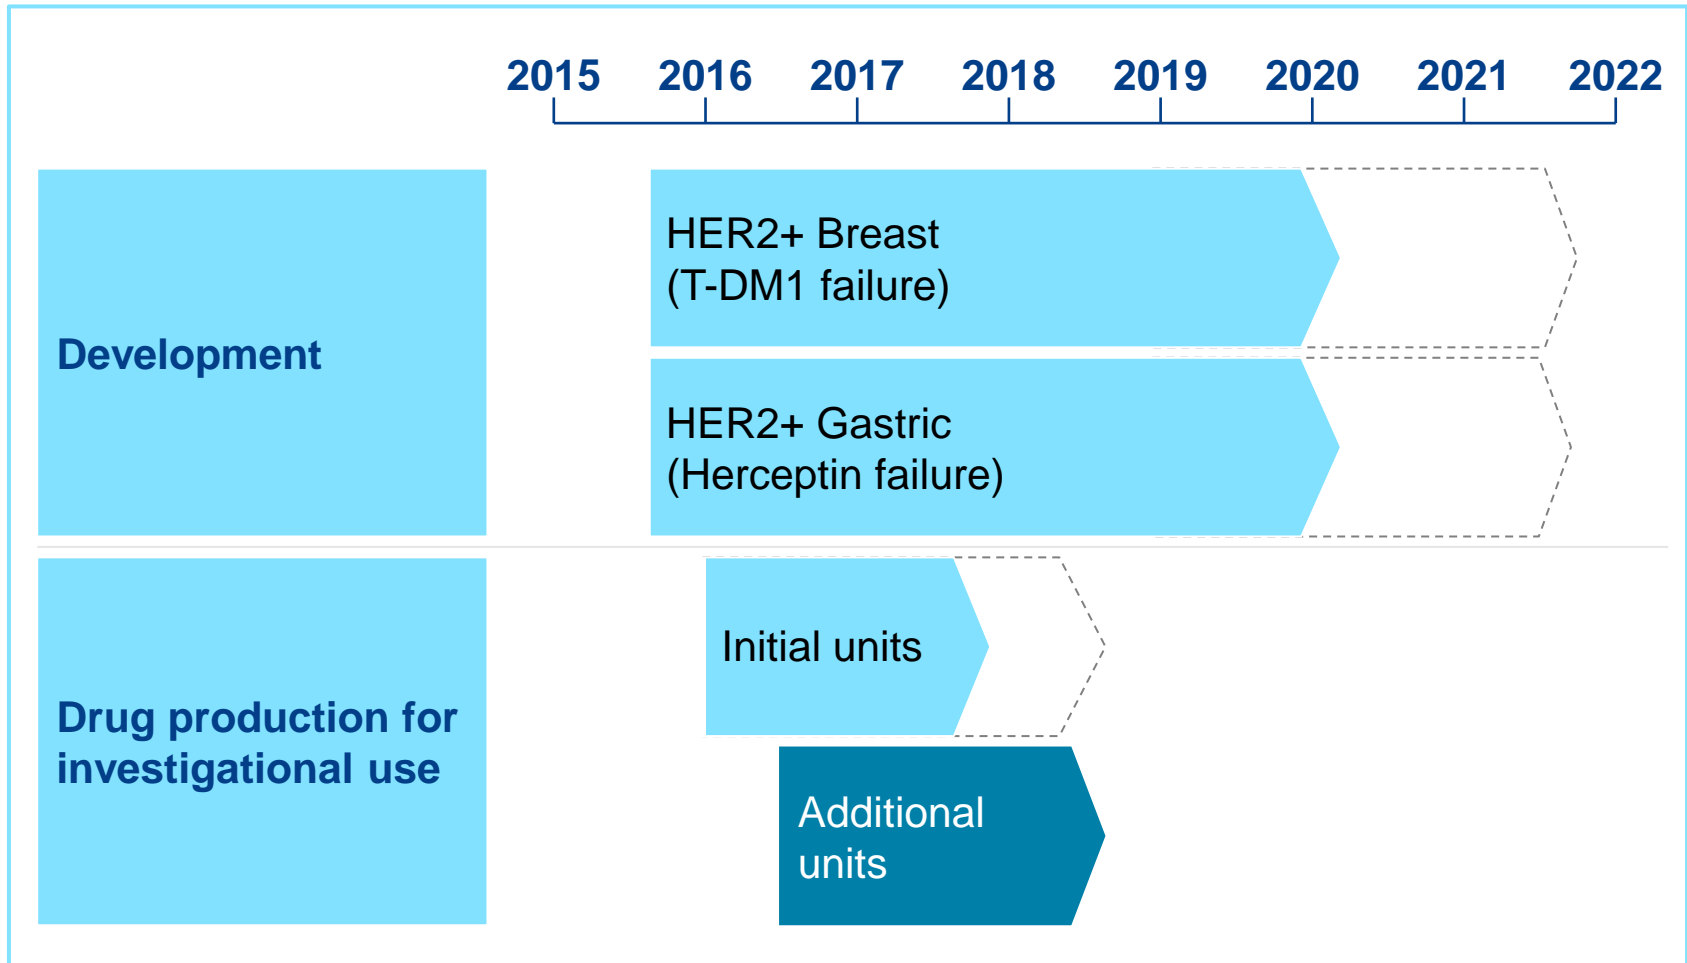 2015 2016 2017 2018 2019 2020 2021 2022
Development
HER2+ Breast
(T-DM1 failure)
HER2+ Gastric
(Herceptin failure)
Drug production for
investigational use
Initial units
Additional
units